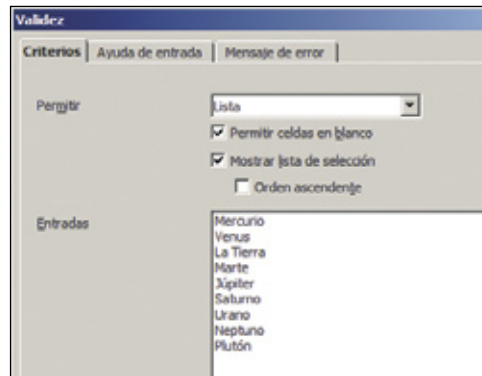 Validez
Criterios Ayuda de entrada Mensaje de error
Permitir Lista
Permitir celdas en blanco
Mostrar lista de selección
Orden ascendente
Entradas
Mercurio
Venus
La Tierra
Marte
Júpiter
Saturno
Urano
Neptuno
Plutón